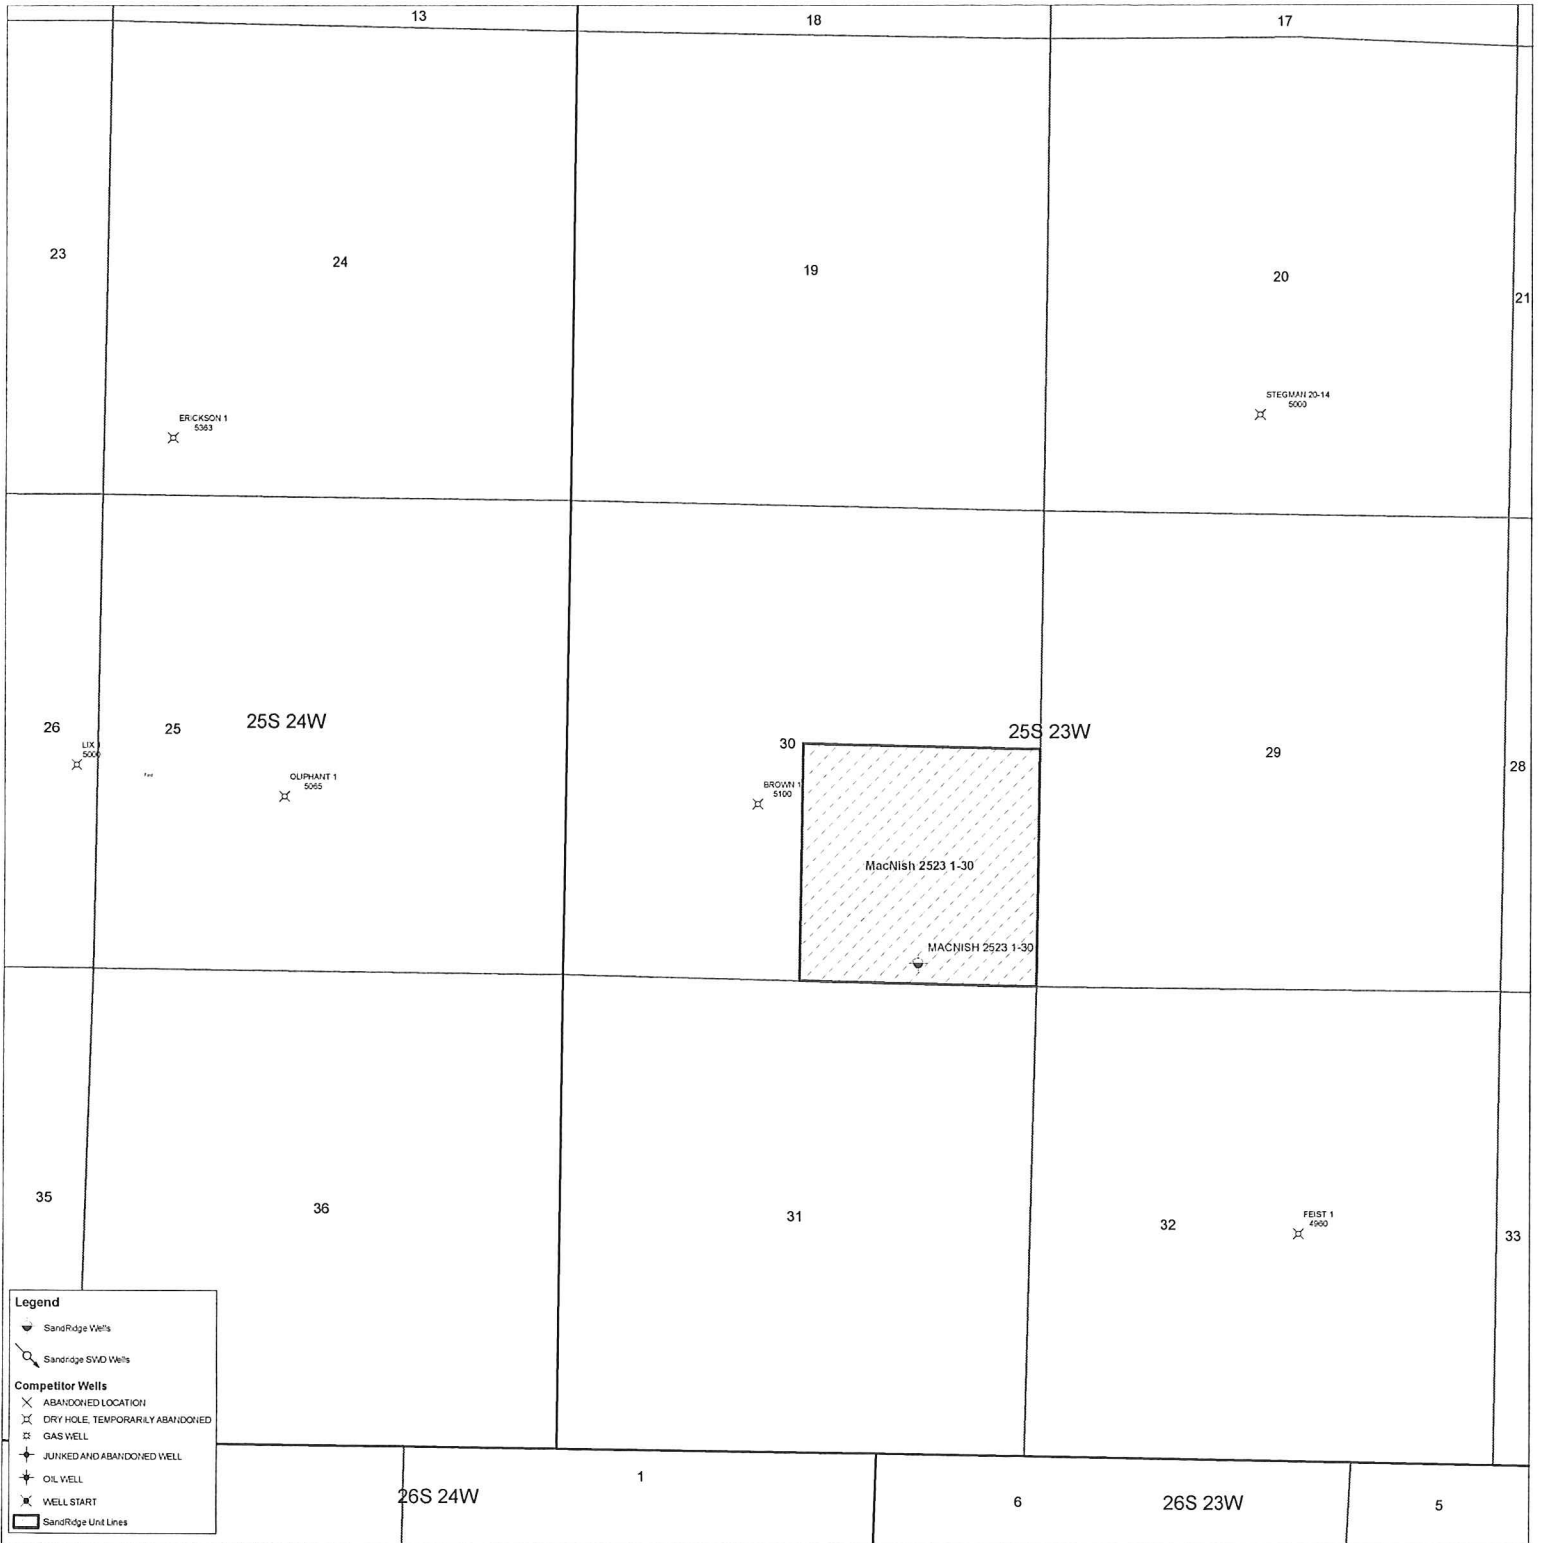 13
18
17
23
24
19
20
21
ERICKSON 1
5363
STEGMAN 20-14
5000
26
25
25S 24W
LIX
5000
OLIPHANT 1
5065
30
25S 23W
29
28
BROWN 1
5100
MacNish 2523 1-30
MACNISH 2523 1-30
35
36
31
32
FEIST 1
4960
33
Legend
SandRidge Wells
Sandridge SWD Wells
Competitor Wells
ABANDONED LOCATION
DRY HOLE, TEMPORARILY ABANDONED
GAS WELL
JUNKED AND ABANDONED WELL
OIL WELL
WELL START
SandRidge Unit Lines
26S 24W
1
6
26S 23W
5